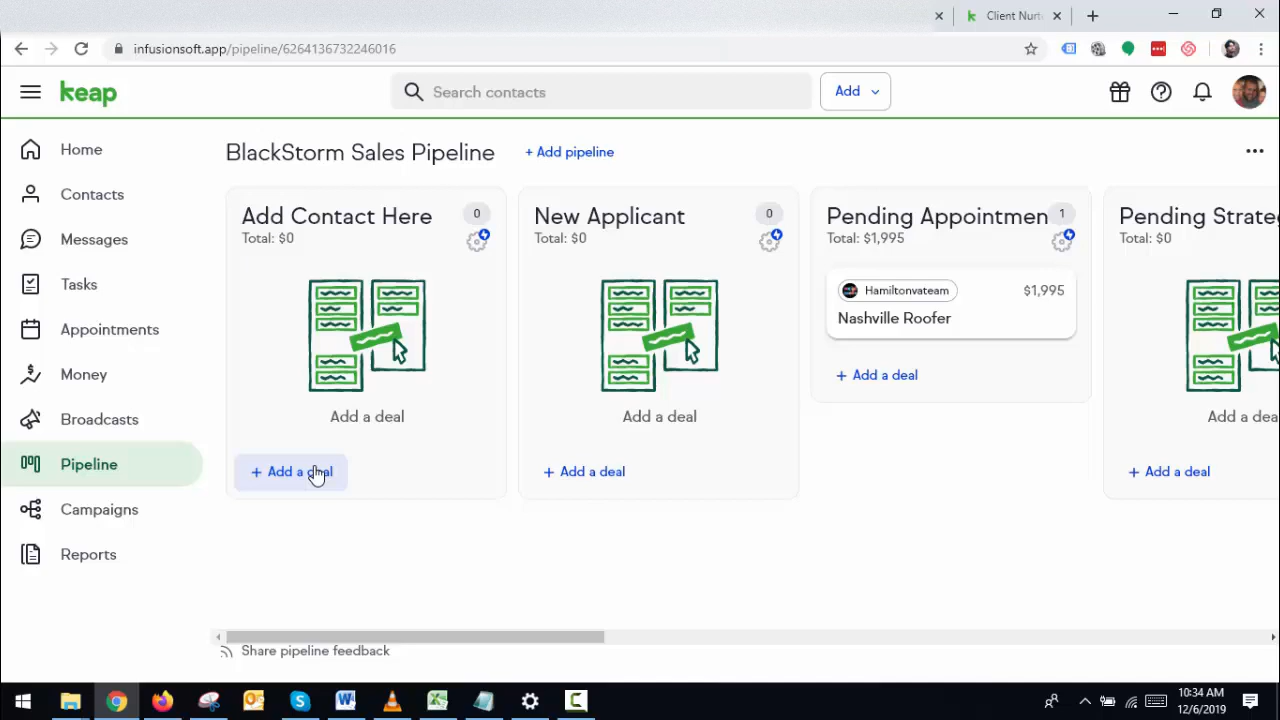 Client Nurt
infusionsoft.app/pipeline/6264136732246016
keap
Search contacts
Add
Home
Contacts
Messages
Tasks
Appointments
Money
Broadcasts
Pipeline
Campaigns
Reports
BlackStorm Sales Pipeline
+ Add pipeline
Add Contact Here
0
Total: $0
Add a deal
+ Add a deal
New Applicant
0
Total: $0
Add a deal
+ Add a deal
Pending Appointmen
1
Total: $1,995
Hamiltonvateam
$1,995
Nashville Roofer
+ Add a deal
Pending Strate
Total: $0
Add a dea
+ Add a deal
Share pipeline feedback
10:34 AM
12/6/2019